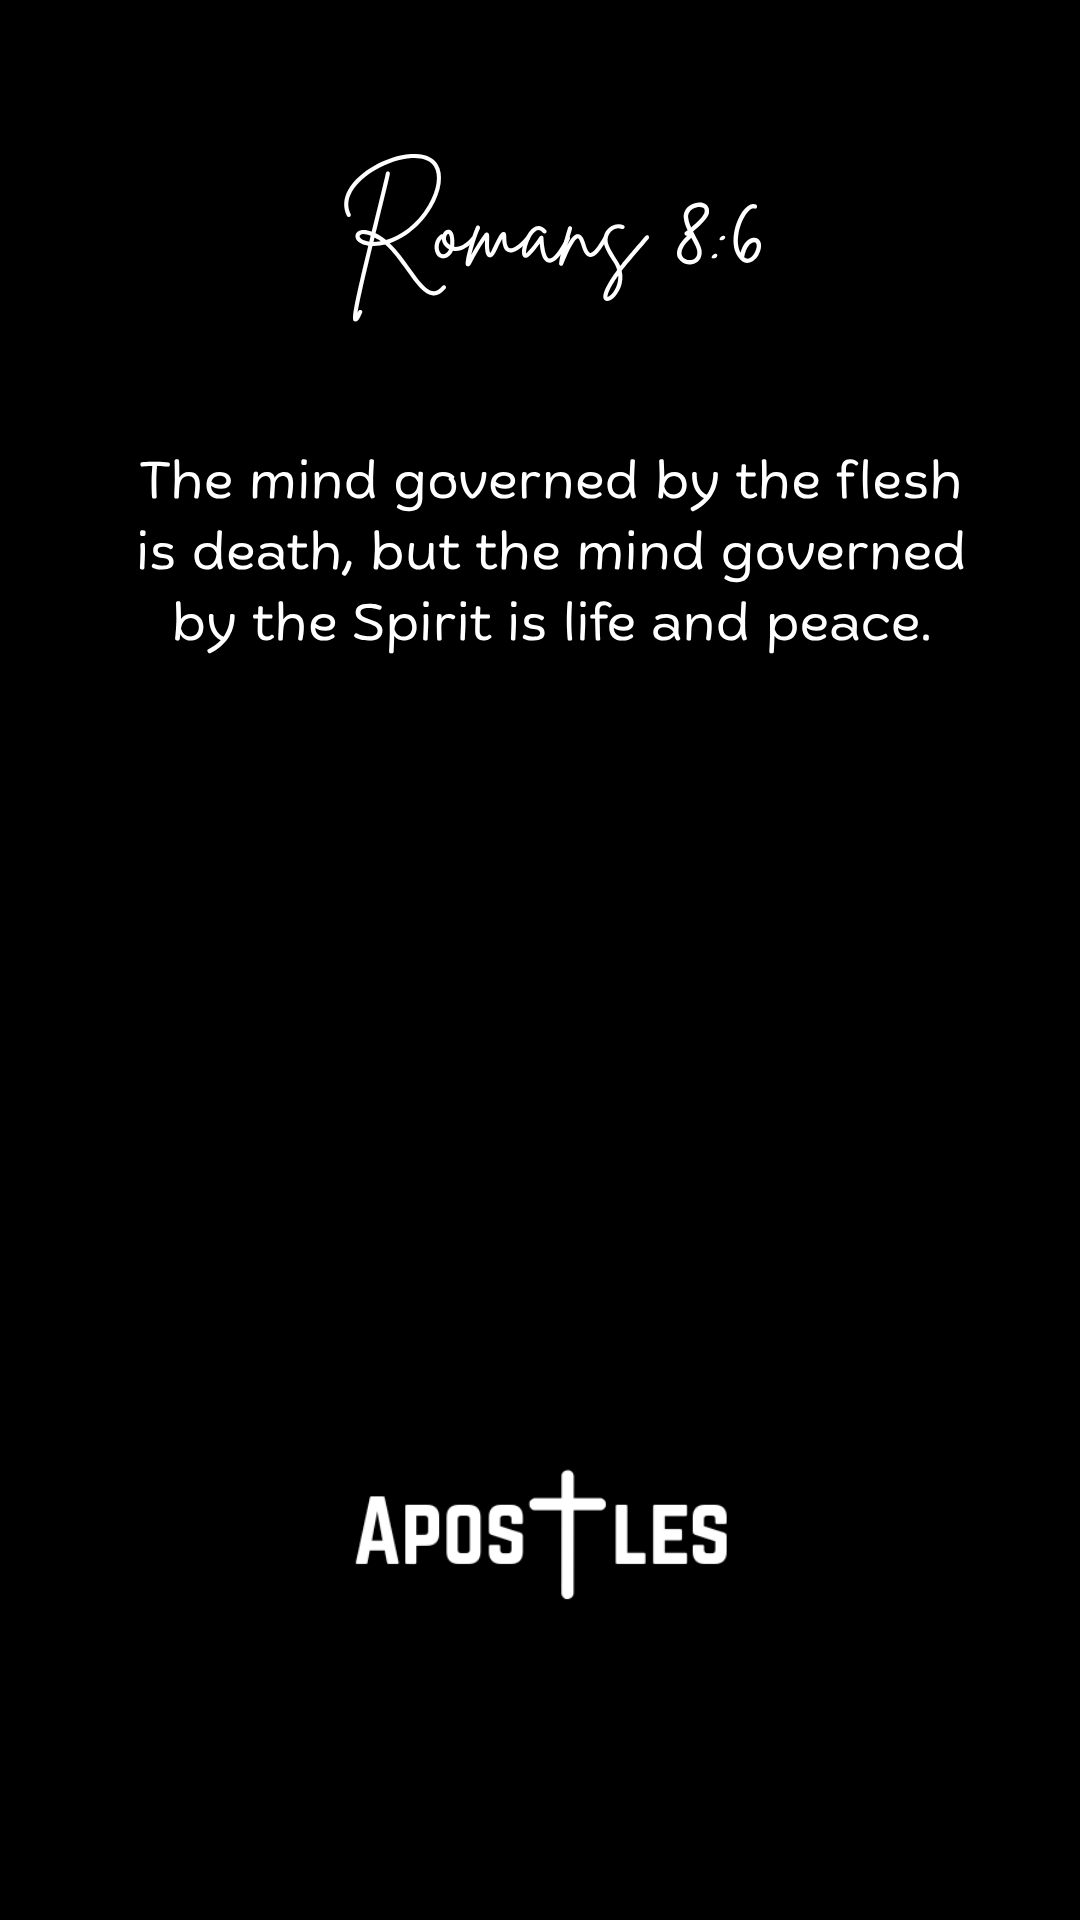 Romans 8:6
The mind governed by the flesh
is death, but the mind governed
by the Spirit is life and peace.
APOSTLES